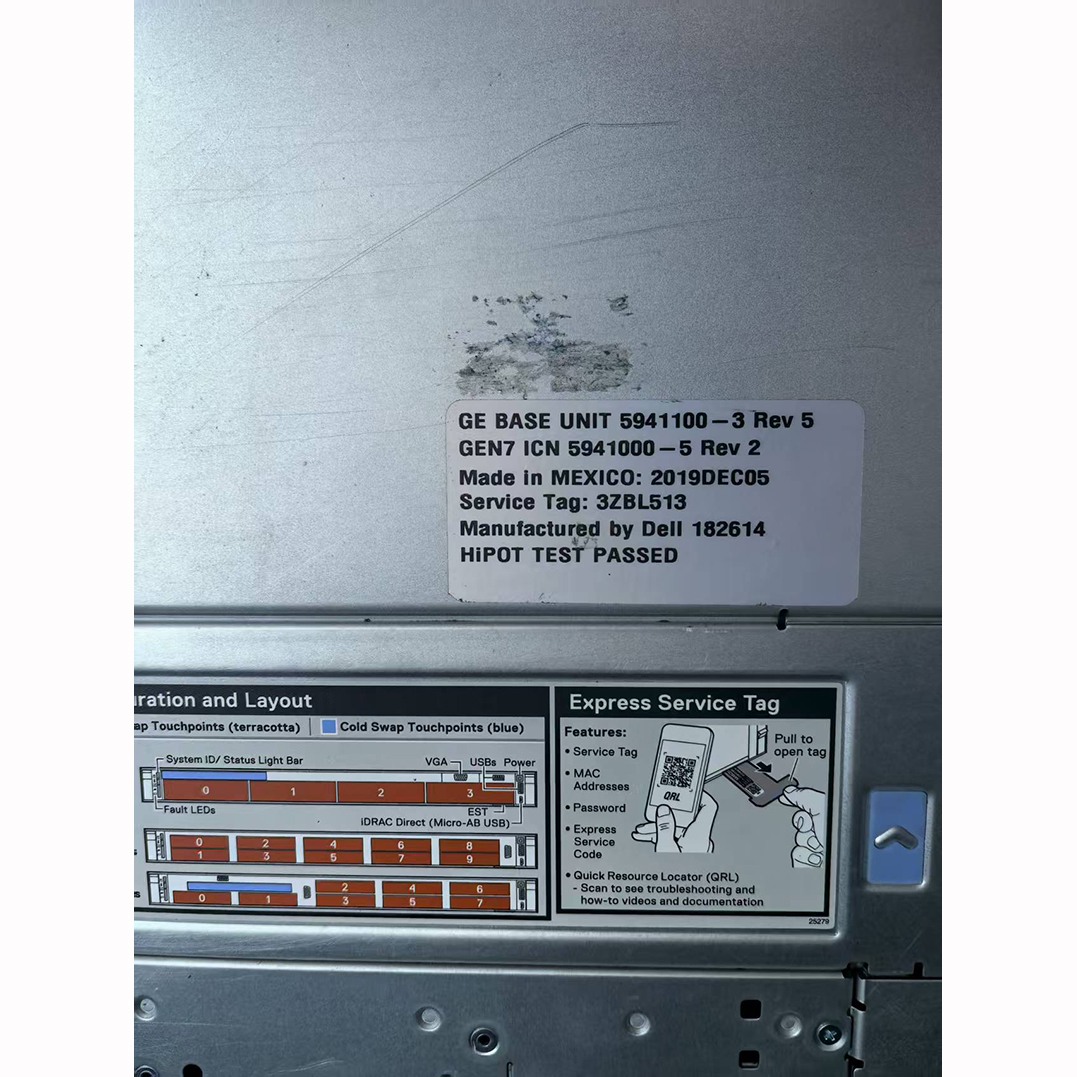 GE BASE UNIT 5941100-3 Rev 5
GEN7 ICN 5941000-5 Rev 2
Made in MEXICO: 2019DEC05
Service Tag: 3ZBL513
Manufactured by Dell 182614
HiPOT TEST PASSED
uration and Layout
ap Touchpoints (terracotta)
Cold Swap Touchpoints (blue)
System ID/ Status Light Bar
VGA
USBs
Power
0
1
2
3
Fault LEDs
EST
iDRAC Direct (Micro-AB USB)
0 2 4 6 8
1 3 5 7 9
2 4 6
0 1 3 5 7
Express Service Tag
Features:
• Service Tag
• MAC
Addresses
• Password
• Express
Service
Code
QRL
Pull to
open tag
• Quick Resource Locator (QRL)
- Scan to see troubleshooting and
how-to videos and documentation
25279